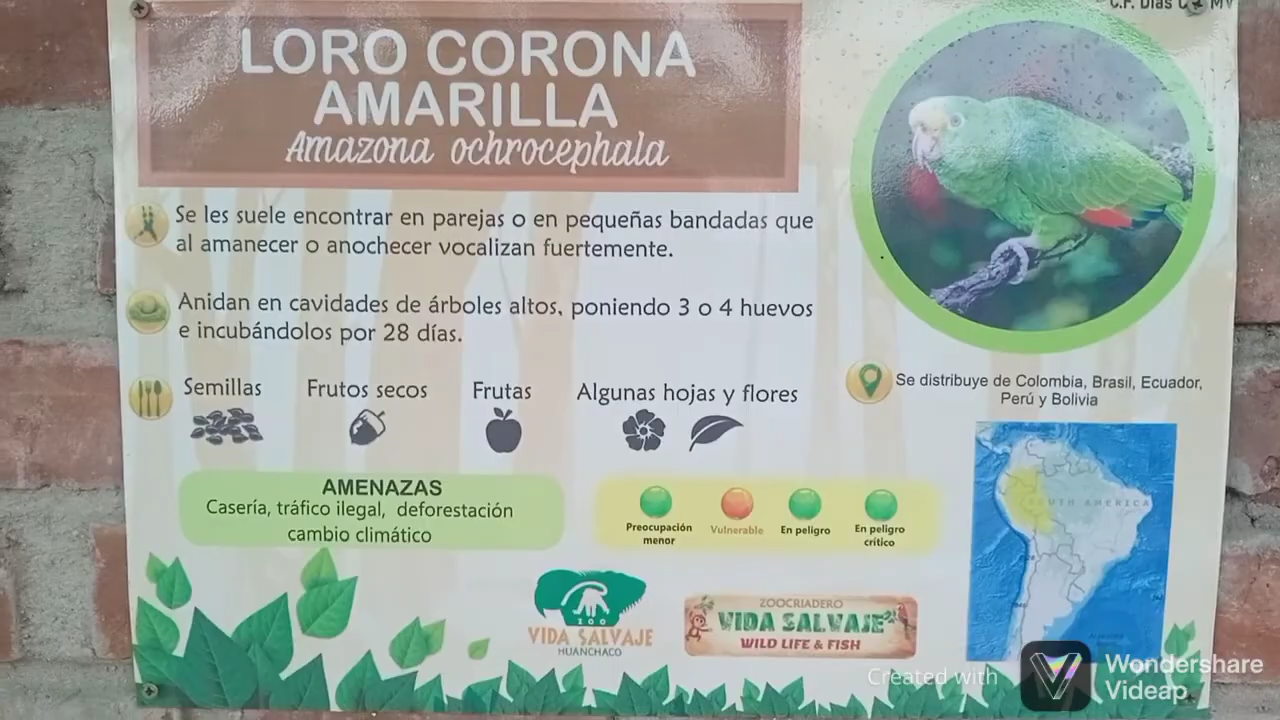 LORO CORONA
AMARILLA
Amazona ochrocephala
Se les suele encontrar en parejas o en pequeñas bandadas que
al amanecer o anochecer vocalizan fuertemente.
Anidan en cavidades de árboles altos, poniendo 3 o 4 huevos
e incubándolos por 28 días.
Semillas
Frutos secos
Frutas
Algunas hojas y flores
Se distribuye de Colombia, Brasil, Ecuador,
Perú y Bolivia
SOUTH AMERICA
AMENAZAS
Casería, tráfico ilegal, deforestación
cambio climático
Preocupación
menor
Vulnerable
En peligro
En peligro
crítico
ZOO
VIDA SALVAJE
HUANCHACO
ZOOCRIADERO
VIDA SALVAJE
WILD LIFE & FISH
Created with
Wondershare
Videap